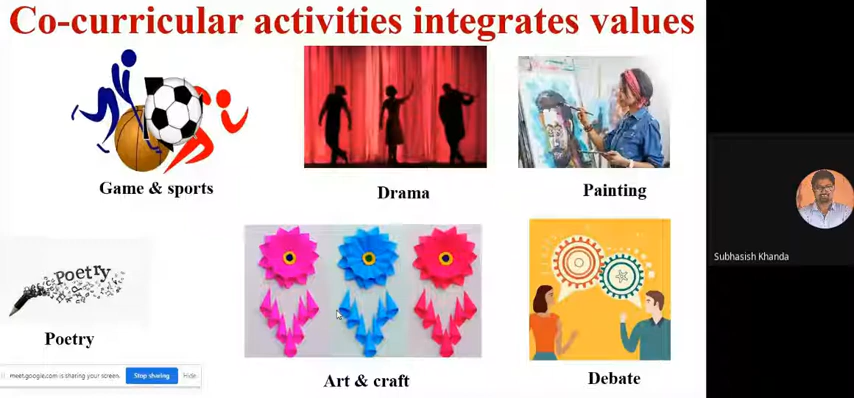 Co-curricular activities integrates values
Game & sports
Drama
Painting
Subhasish Khanda
Poetry
Poetry
Art & craft
Debate
meet.google.com is sharing your screen.
Stop sharing
Hide